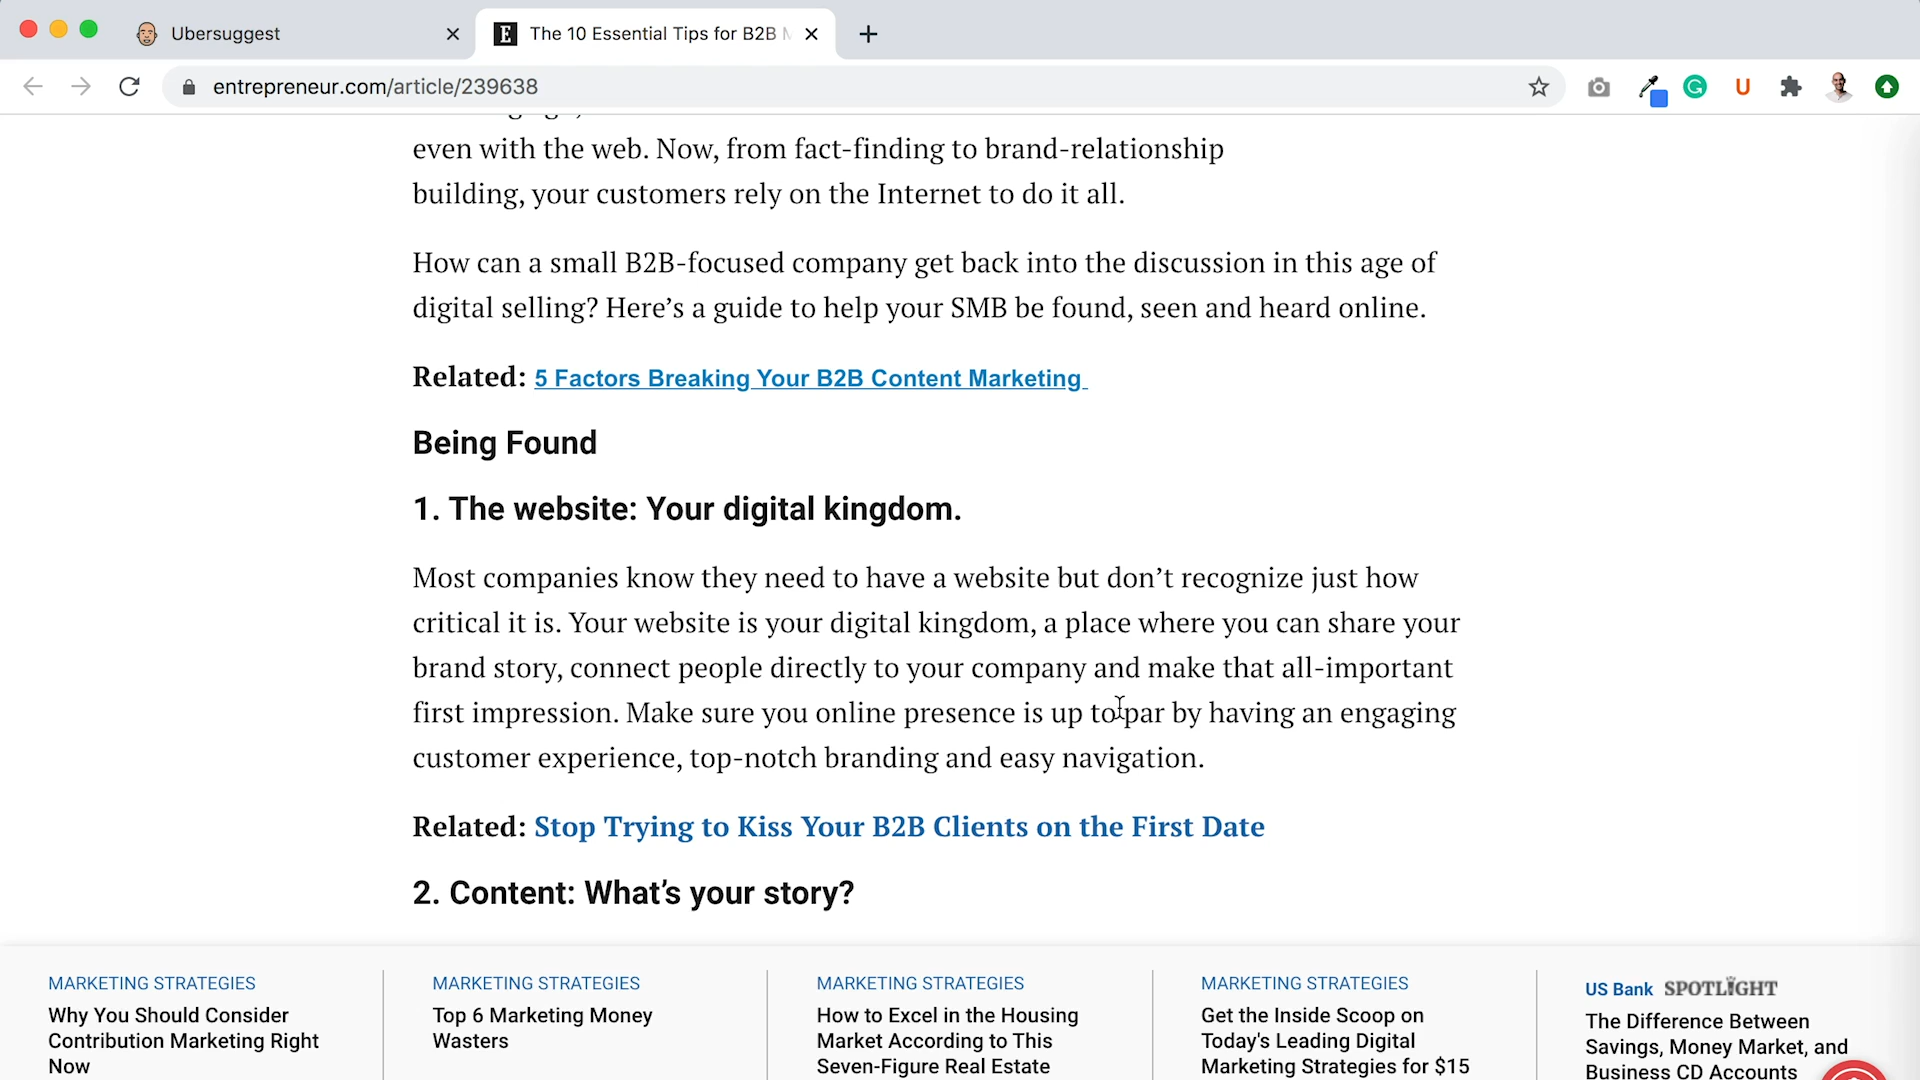 Ubersuggest
The 10 Essential Tips for B2B M
entrepreneur.com/article/239638
even with the web. Now, from fact-finding to brand-relationship
building, your customers rely on the Internet to do it all.
How can a small B2B-focused company get back into the discussion in this age of
digital selling? Here’s a guide to help your SMB be found, seen and heard online.
Related: 5 Factors Breaking Your B2B Content Marketing
Being Found
1. The website: Your digital kingdom.
Most companies know they need to have a website but don’t recognize just how
critical it is. Your website is your digital kingdom, a place where you can share your
brand story, connect people directly to your company and make that all-important
first impression. Make sure you online presence is up to par by having an engaging
customer experience, top-notch branding and easy navigation.
Related: Stop Trying to Kiss Your B2B Clients on the First Date
2. Content: What’s your story?
MARKETING STRATEGIES
Why You Should Consider
Contribution Marketing Right
Now
MARKETING STRATEGIES
Top 6 Marketing Money
Wasters
MARKETING STRATEGIES
How to Excel in the Housing
Market According to This
Seven-Figure Real Estate
MARKETING STRATEGIES
Get the Inside Scoop on
Today's Leading Digital
Marketing Strategies for $15
US Bank SPOTLIGHT
The Difference Between
Savings, Money Market, and
Business CD Accounts